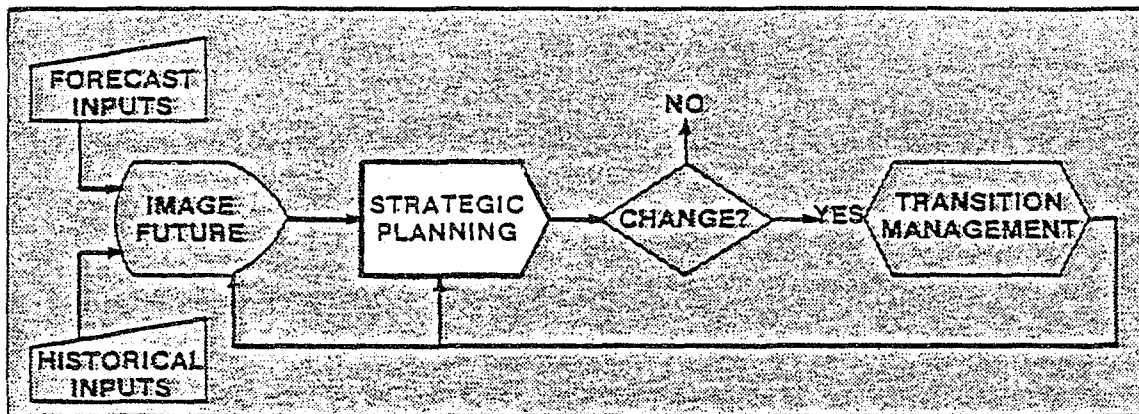 FORECAST
INPUTS
NO
IMAGE
FUTURE
STRATEGIC
PLANNING
CHANGE?
YES
TRANSITION
MANAGEMENT
HISTORICAL
INPUTS